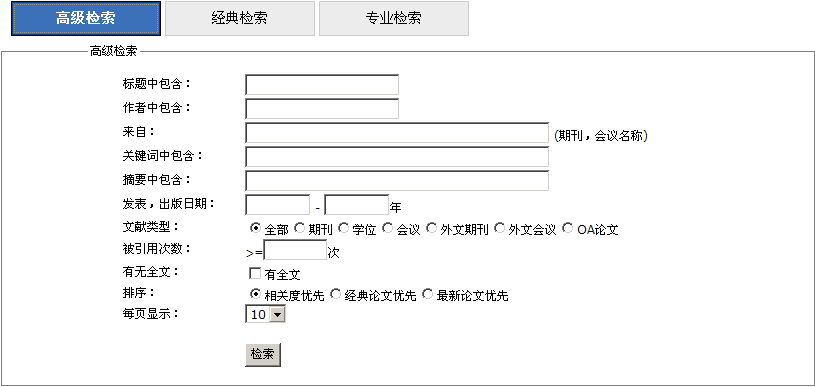 高级检索 经典检索 专业检索
高级检索
标题中包含：
作者中包含：
来自： (期刊，会议名称)
关键词中包含：
摘要中包含：
发表，出版日期： - 年
文献类型： 全部 期刊 学位 会议 外文期刊 外文会议 OA论文
被引用次数： >= 次
有无全文： 有全文
排序： 相关度优先 经典论文优先 最新论文优先
每页显示： 10
检索